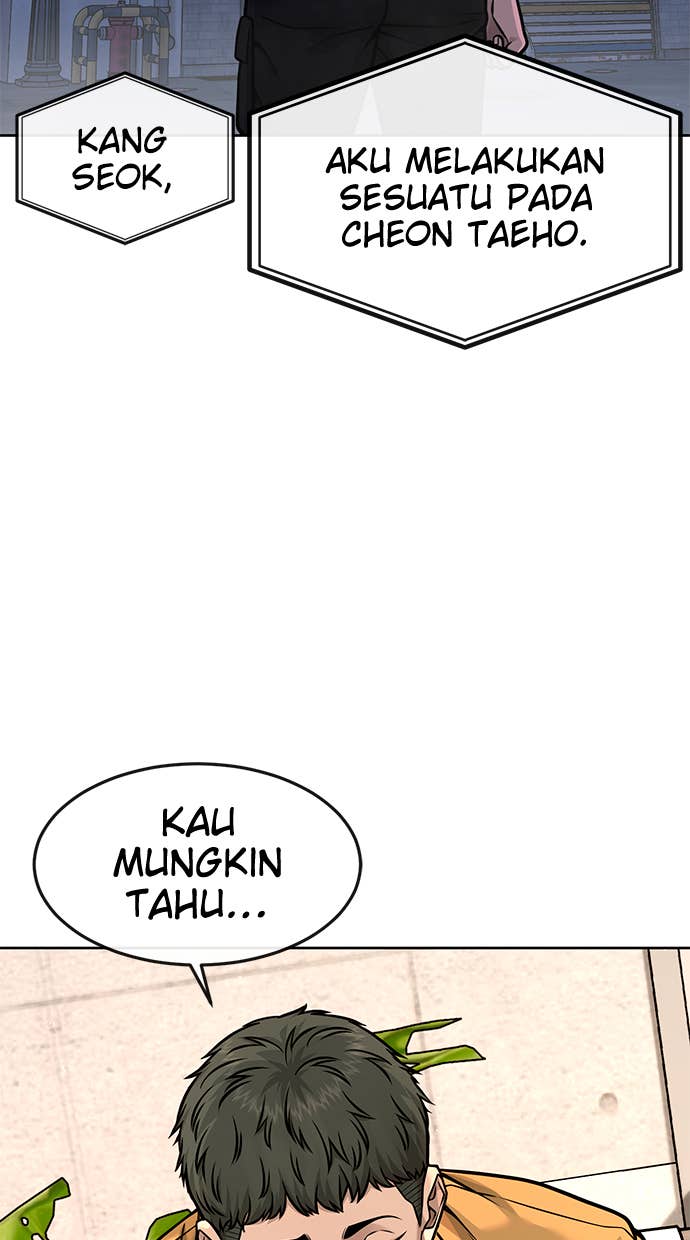 KANG
SEOK,
AKU MELAKUKAN
SESUATU PADA
CHEON TAEHO.
KAU
MUNGKIN
TAHU...